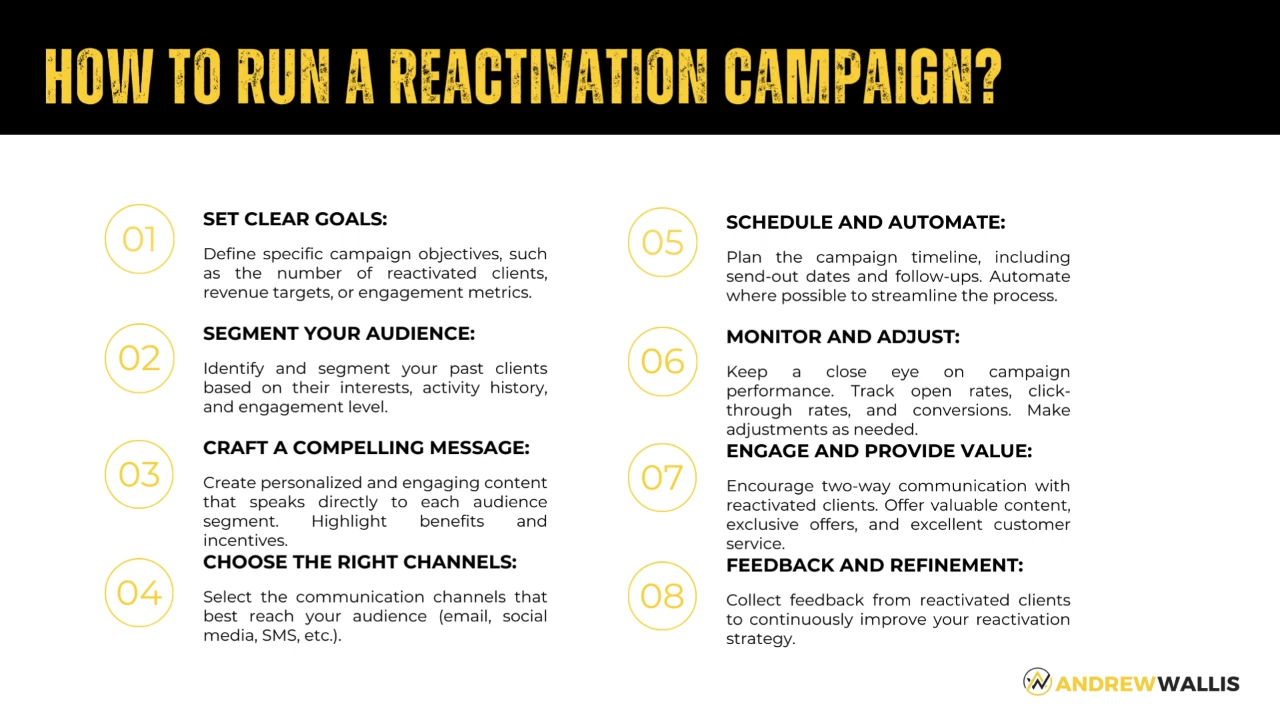 HOW TO RUN A REACTIVATION CAMPAIGN?
01
SET CLEAR GOALS:
Define specific campaign objectives, such
as the number of reactivated clients,
revenue targets, or engagement metrics.
02
SEGMENT YOUR AUDIENCE:
Identify and segment your past clients
based on their interests, activity history,
and engagement level.
03
CRAFT A COMPELLING MESSAGE:
Create personalized and engaging content
that speaks directly to each audience
segment. Highlight benefits and
incentives.
04
CHOOSE THE RIGHT CHANNELS:
Select the communication channels that
best reach your audience (email, social
media, SMS, etc.).
05
SCHEDULE AND AUTOMATE:
Plan the campaign timeline, including
send-out dates and follow-ups. Automate
where possible to streamline the process.
06
MONITOR AND ADJUST:
Keep a close eye on campaign
performance. Track open rates, click-
through rates, and conversions. Make
adjustments as needed.
07
ENGAGE AND PROVIDE VALUE:
Encourage two-way communication with
reactivated clients. Offer valuable content,
exclusive offers, and excellent customer
service.
08
FEEDBACK AND REFINEMENT:
Collect feedback from reactivated clients
to continuously improve your reactivation
strategy.
ANDREWWALLIS